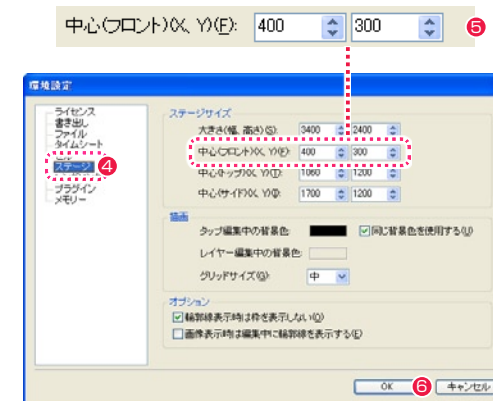 中心(フロント)(X, Y)(F): 400 300 5
環境設定
ライセンス
書き出し
ファイル
タイムシート
ステージ 4
プラグイン
メモリー
ステージサイズ
大きさ(幅, 高さ)(S): 3400 2400
中心(フロント)(X, Y)(F): 400 300
中心(トップ)(X, Y)(T): 1060 1200
中心(サイド)(X, Y)(I): 1700 1200
描画
タップ編集中の背景色:
同じ背景色を使用する(U)
レイヤー編集中の背景色:
グリッドサイズ(G): 中
オプション
輪郭線表示時は枠を表示しない(O)
画像表示時は編集中に輪郭線を表示する(E)
OK 6 キャンセル